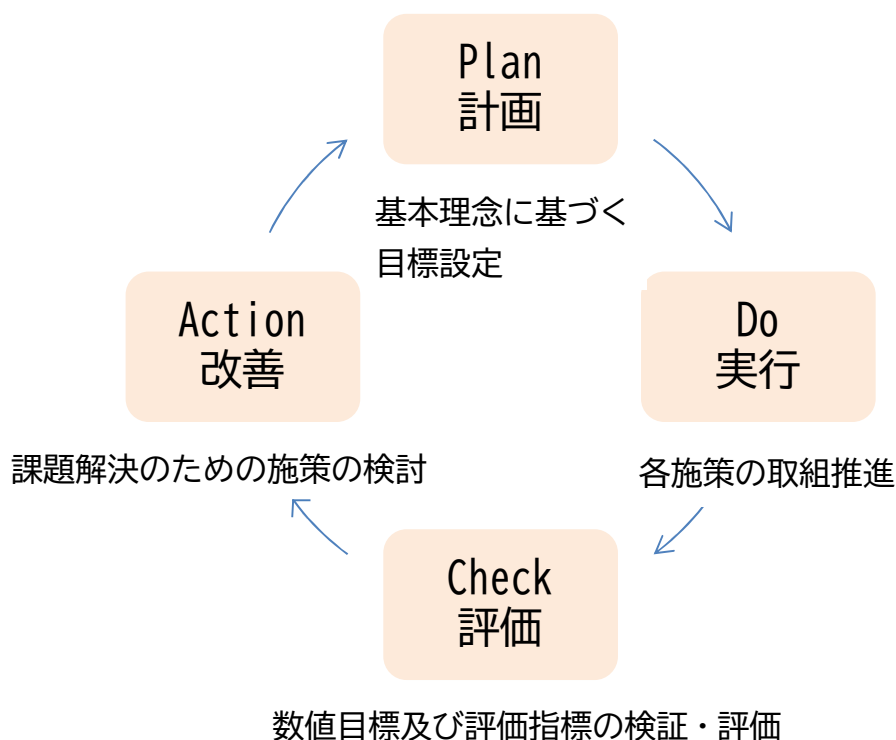 Plan
計画
基本理念に基づく
目標設定
Action
改善
Do
実行
課題解決のための施策の検討
各施策の取組推進
Check
評価
数値目標及び評価指標の検証・評価